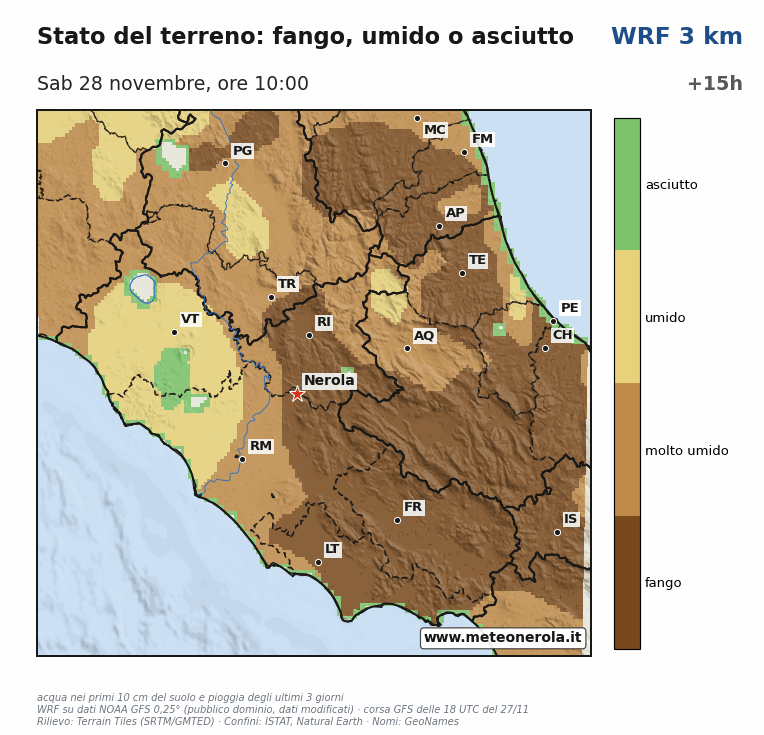 Stato del terreno: fango, umido o asciutto
WRF 3 km
Sab 28 novembre, ore 10:00
+15h
MC
FM
PG
AP
TE
TR
PE
VT
RI
AQ
CH
Nerola
RM
FR
IS
LT
www.meteonerola.it
asciutto
umido
molto umido
fango
acqua nei primi 10 cm del suolo e pioggia degli ultimi 3 giorni
WRF su dati NOAA GFS 0,25° (pubblico dominio, dati modificati) · corsa GFS delle 18 UTC del 27/11
Rilievo: Terrain Tiles (SRTM/GMTED) · Confini: ISTAT, Natural Earth · Nomi: GeoNames